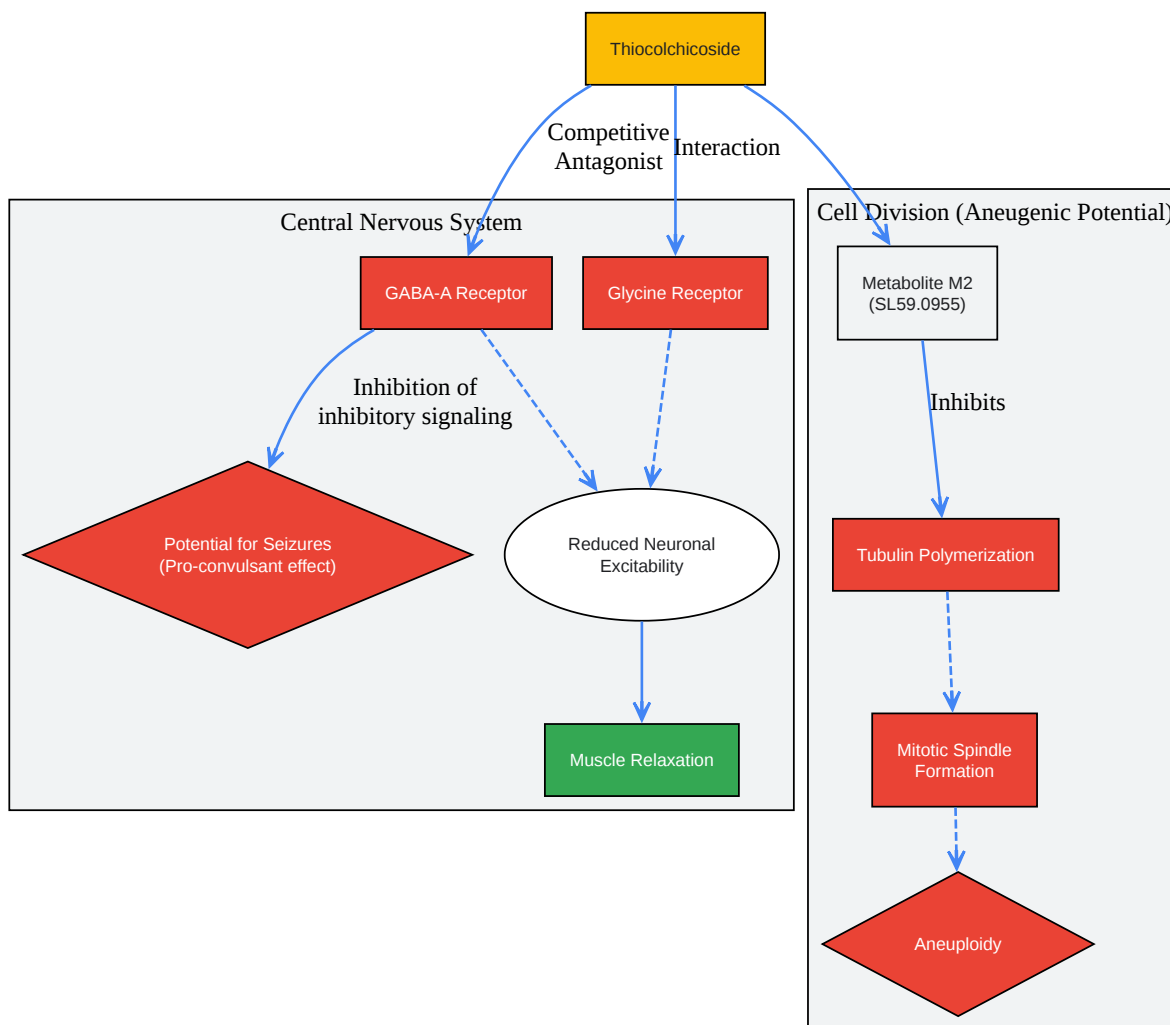 Thiocolchicoside
Competitive
Antagonist
Interaction
Central Nervous System
Cell Division (Aneugenic Potential)
GABA-A Receptor
Glycine Receptor
Metabolite M2
(SL59.0955)
Inhibition of
inhibitory signaling
Inhibits
Potential for Seizures
(Pro-convulsant effect)
Reduced Neuronal
Excitability
Tubulin Polymerization
Muscle Relaxation
Mitotic Spindle
Formation
Aneuploidy